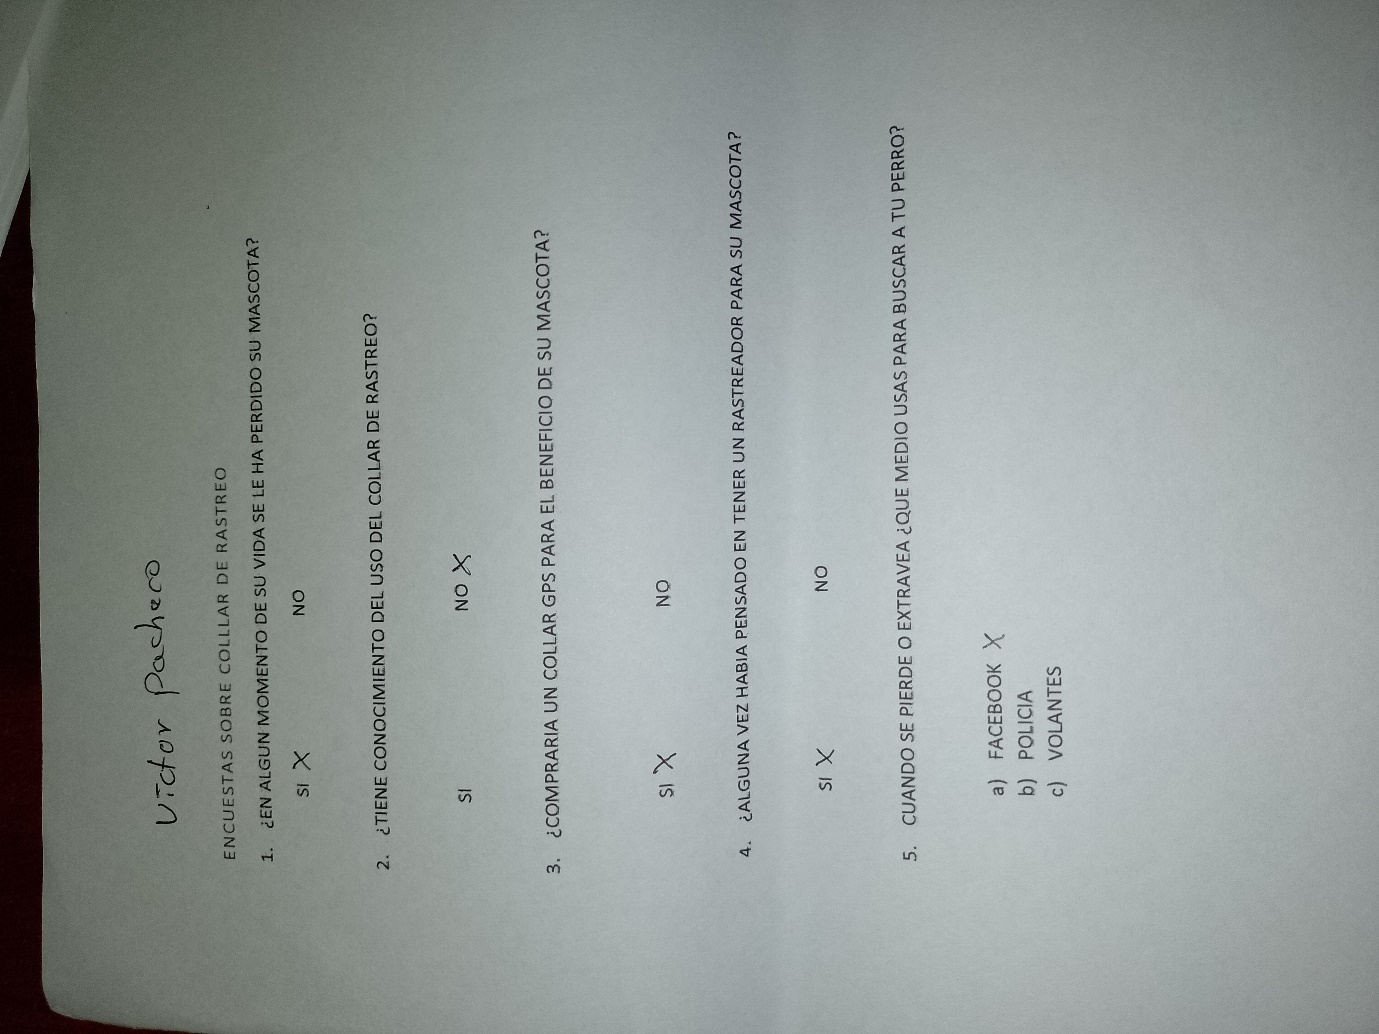 Victor Pacheco
ENCUESTAS SOBRE COLLLAR DE RASTREO
1. ¿EN ALGUN MOMENTO DE SU VIDA SE LE HA PERDIDO SU MASCOTA?
SI X NO
2. ¿TIENE CONOCIMIENTO DEL USO DEL COLLAR DE RASTREO?
SI NO X
3. ¿COMPRARIA UN COLLAR GPS PARA EL BENEFICIO DE SU MASCOTA?
SI X NO
4. ¿ALGUNA VEZ HABIA PENSADO EN TENER UN RASTREADOR PARA SU MASCOTA?
SI X NO
5. CUANDO SE PIERDE O EXTRAVEA ¿QUE MEDIO USAS PARA BUSCAR A TU PERRO?
a) FACEBOOK X
b) POLICIA
c) VOLANTES